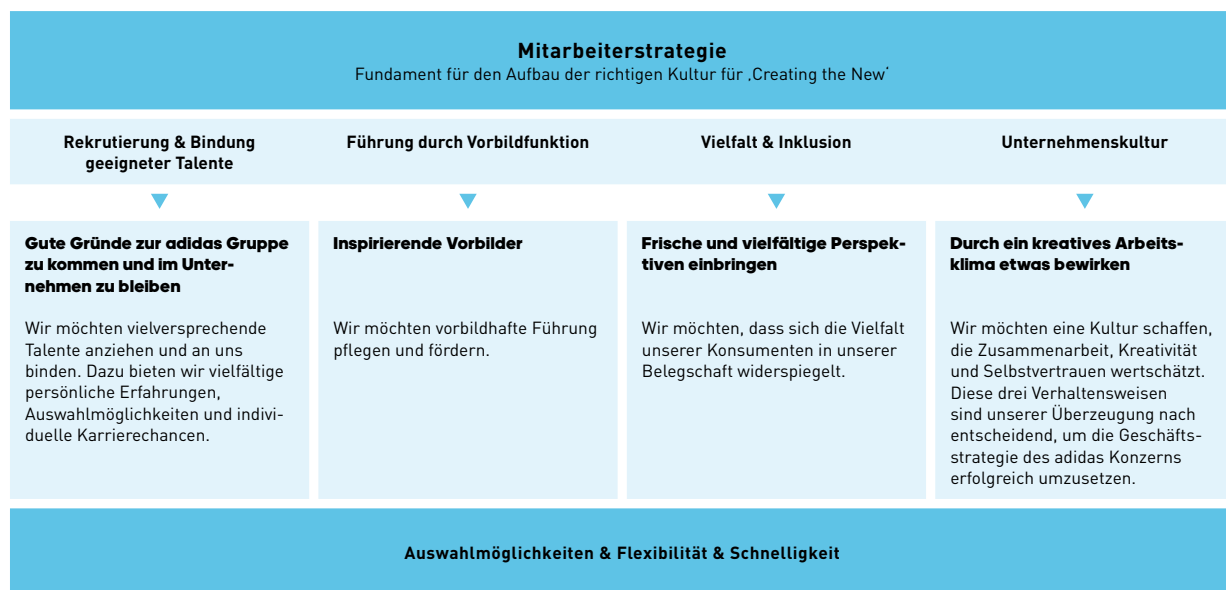 Mitarbeiterstrategie
Fundament für den Aufbau der richtigen Kultur für ‚Creating the New‘
Rekrutierung & Bindung
geeigneter Talente
Führung durch Vorbildfunktion
Vielfalt & Inklusion
Unternehmenskultur
Gute Gründe zur adidas Gruppe
zu kommen und im Unter-
nehmen zu bleiben
Wir möchten vielversprechende
Talente anziehen und an uns
binden. Dazu bieten wir vielfältige
persönliche Erfahrungen,
Auswahlmöglichkeiten und indivi-
duelle Karrierechancen.
Inspirierende Vorbilder
Wir möchten vorbildhafte Führung
pflegen und fördern.
Frische und vielfältige Perspek-
tiven einbringen
Wir möchten, dass sich die Vielfalt
unserer Konsumenten in unserer
Belegschaft widerspiegelt.
Durch ein kreatives Arbeits-
klima etwas bewirken
Wir möchten eine Kultur schaffen,
die Zusammenarbeit, Kreativität
und Selbstvertrauen wertschätzt.
Diese drei Verhaltensweisen
sind unserer Überzeugung nach
entscheidend, um die Geschäfts-
strategie des adidas Konzerns
erfolgreich umzusetzen.
Auswahlmöglichkeiten & Flexibilität & Schnelligkeit